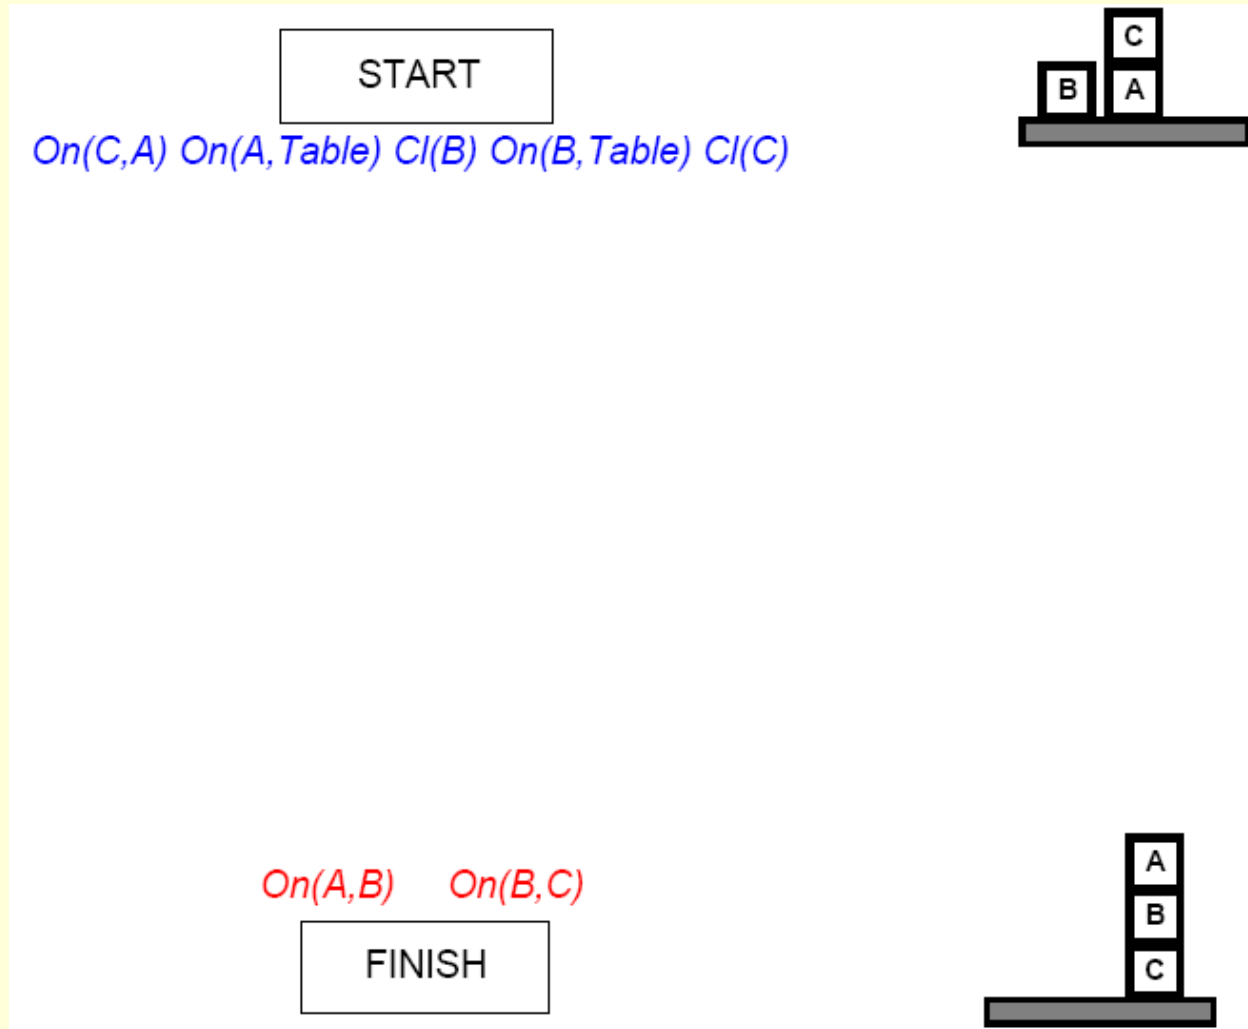 START
C
B A
On(C,A) On(A,Table) Cl(B) On(B,Table) Cl(C)
On(A,B) On(B,C)
FINISH
A
B
C